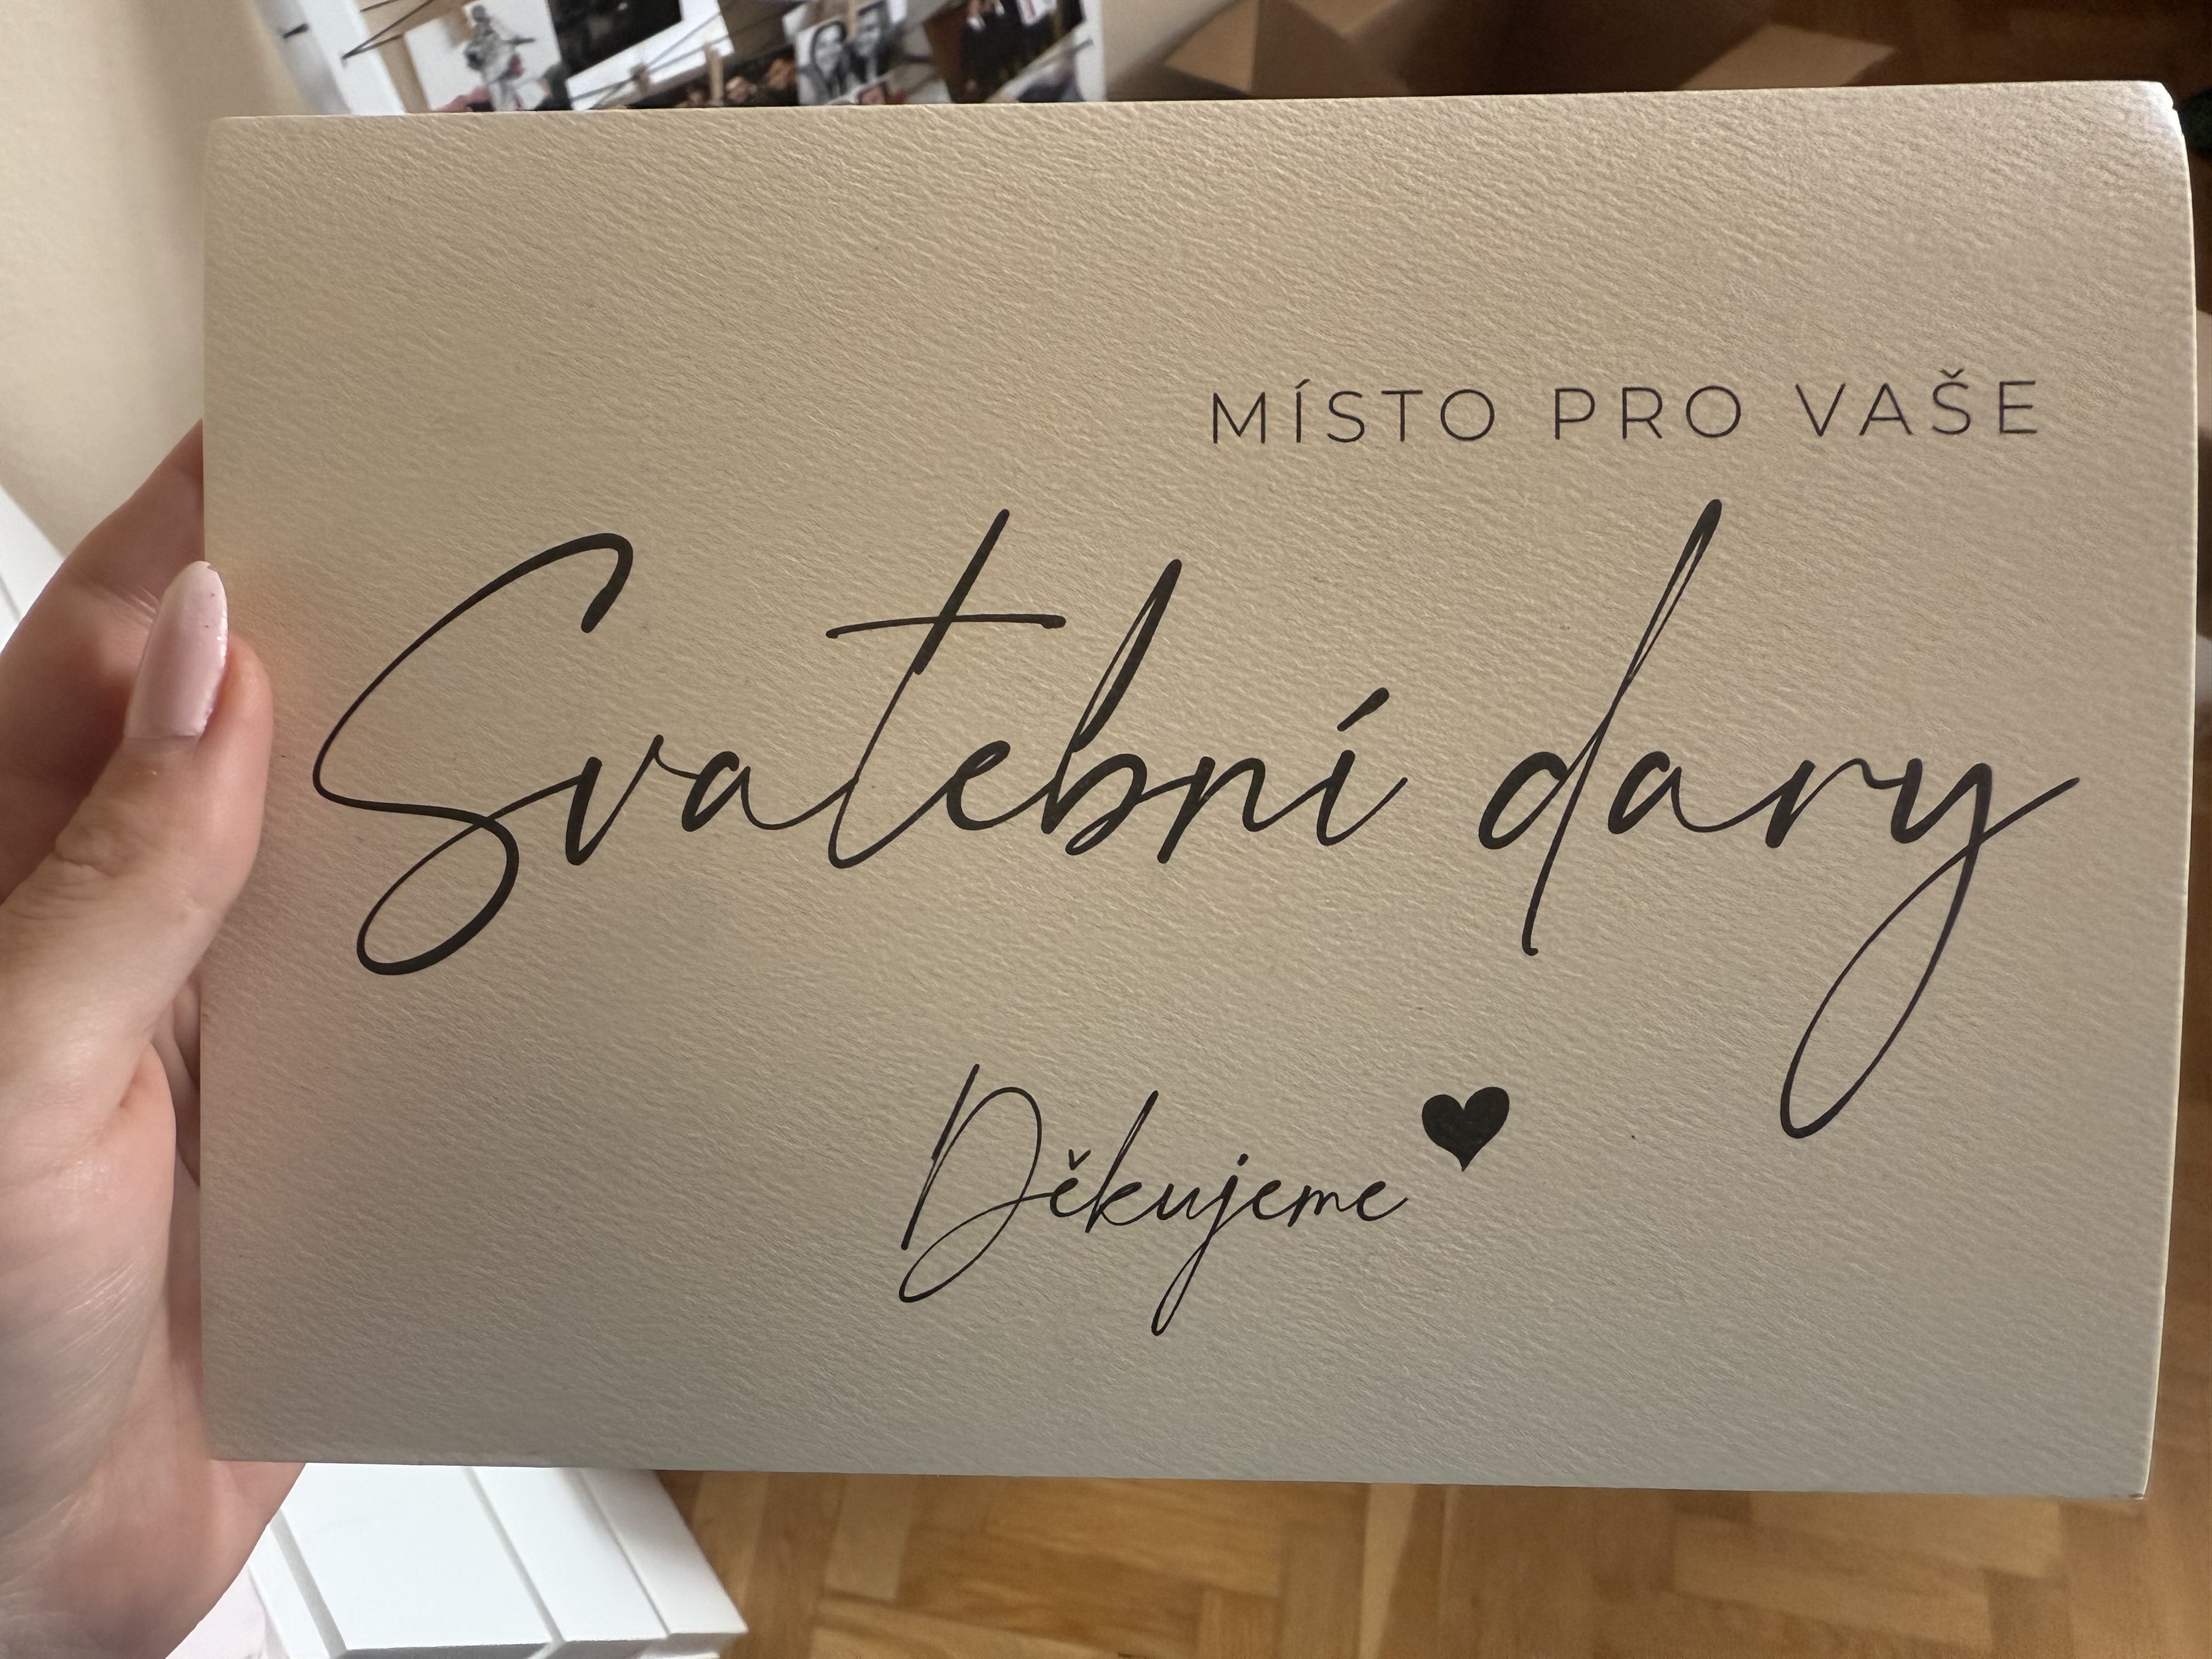 MÍSTO PRO VAŠE
Svatební dary
Děkujeme